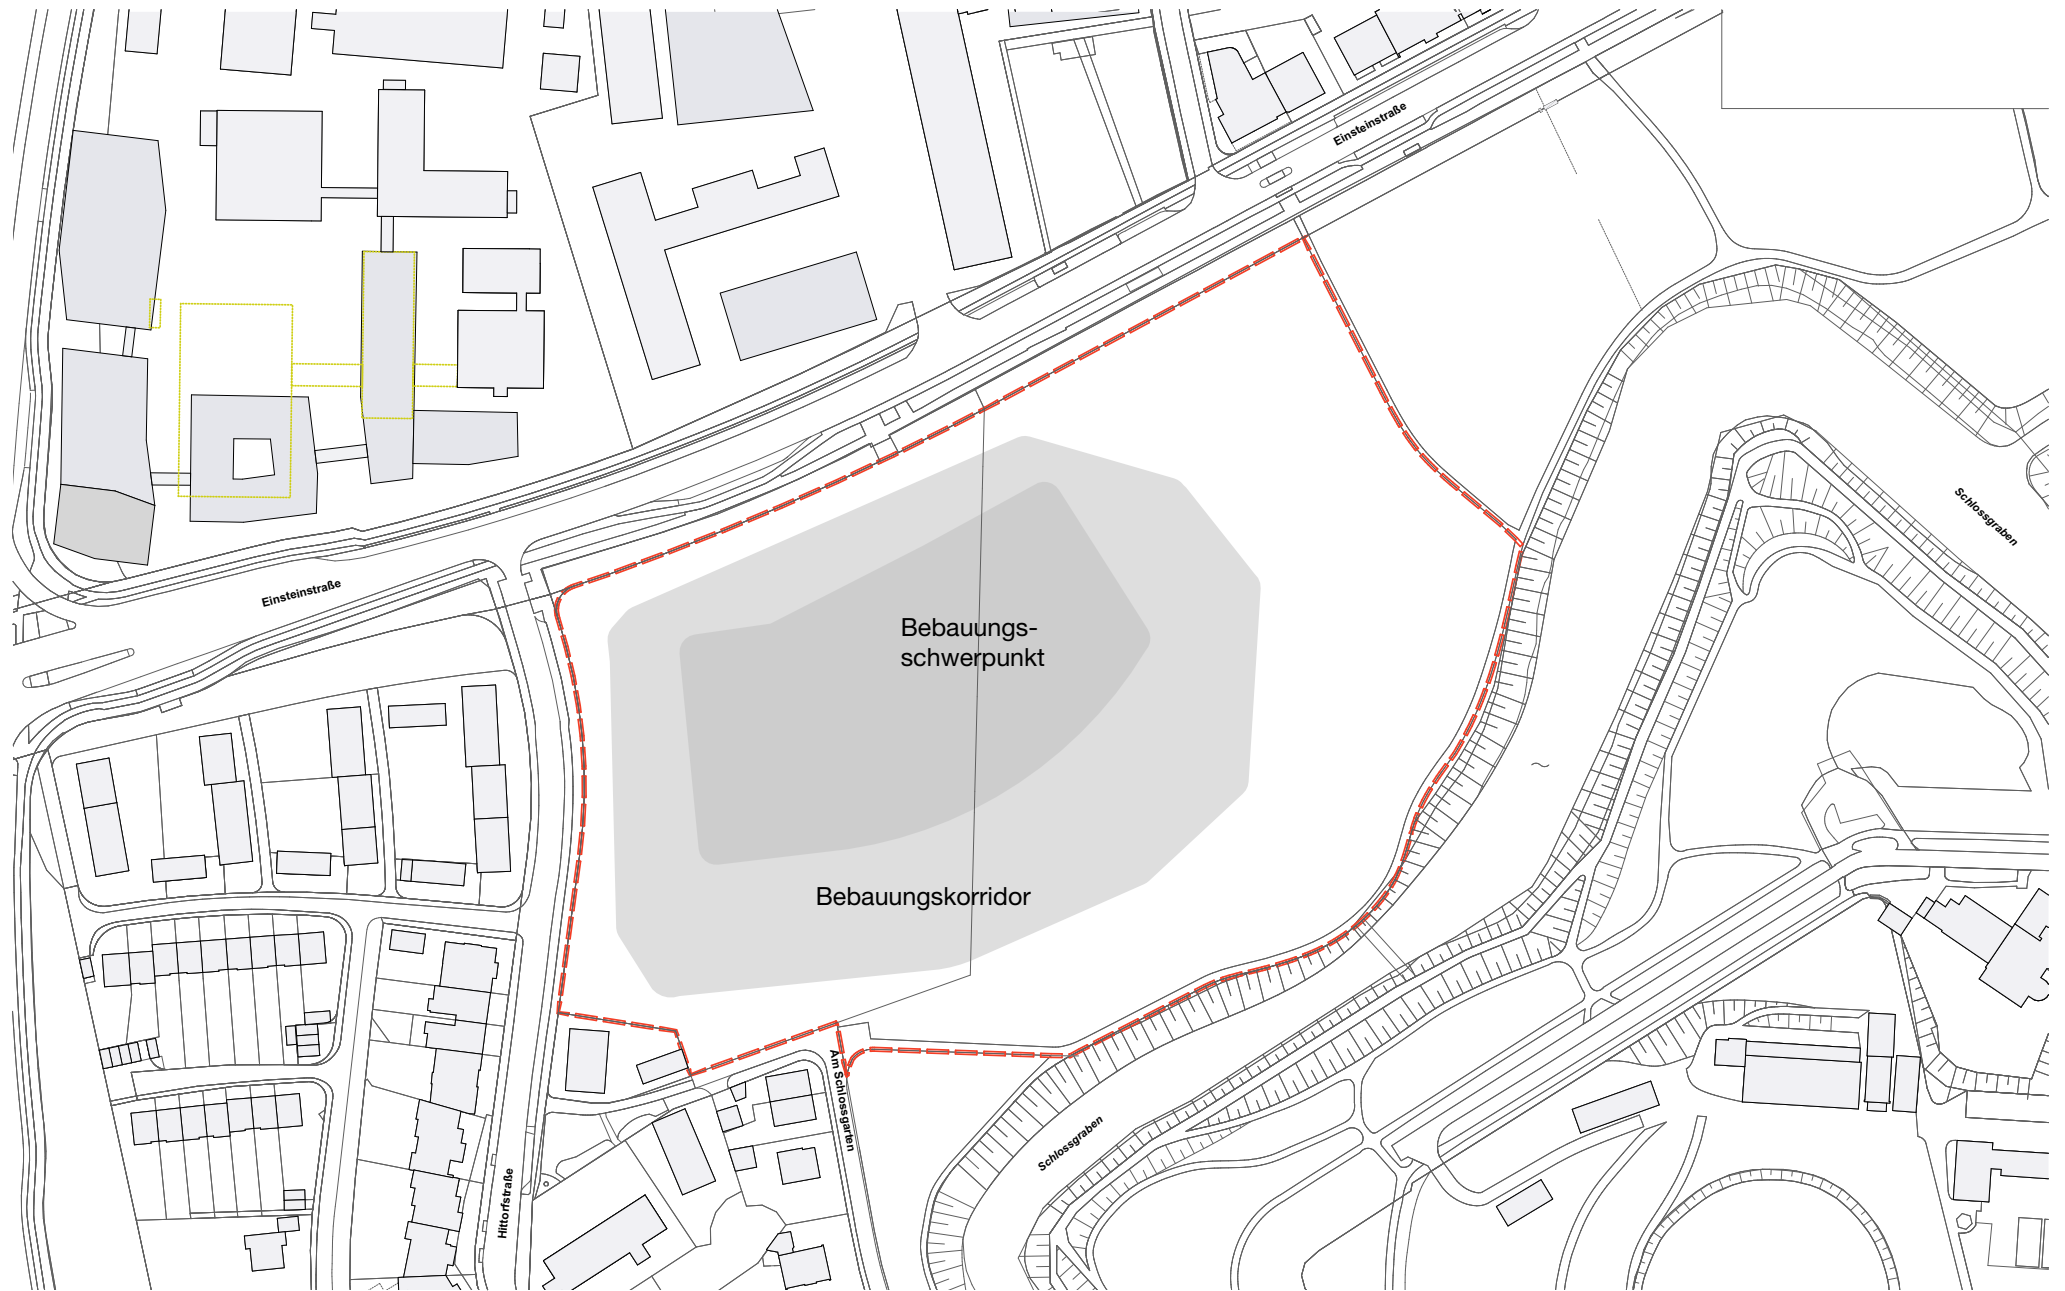 Einsteinstraße
Schlossgraben
Einsteinstraße
Bebauungs-
schwerpunkt
Bebauungskorridor
Am Schlossgarten
Schlossgraben
Hittorfstraße